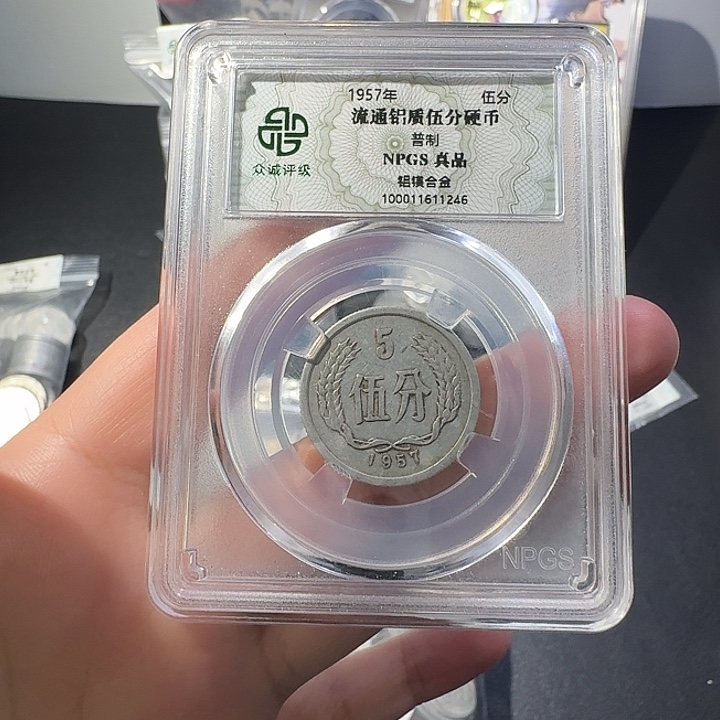 1957年 伍分
流通铝质伍分硬币
普制
NPGS 真品
铝镁合金
100011611246
众诚评级
5
伍分
1957
NPGS